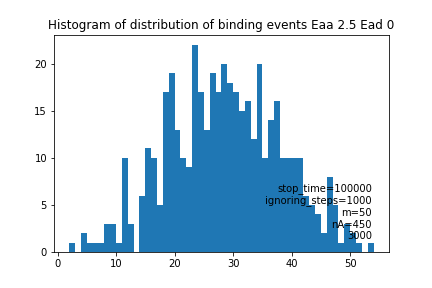 Histogram of distribution of binding events Eaa 2.5 Ead 0
20
15
10
5
0
stop_time=100000
ignoring_steps=1000
m=50
nA=450
3000
0
10
20
30
40
50